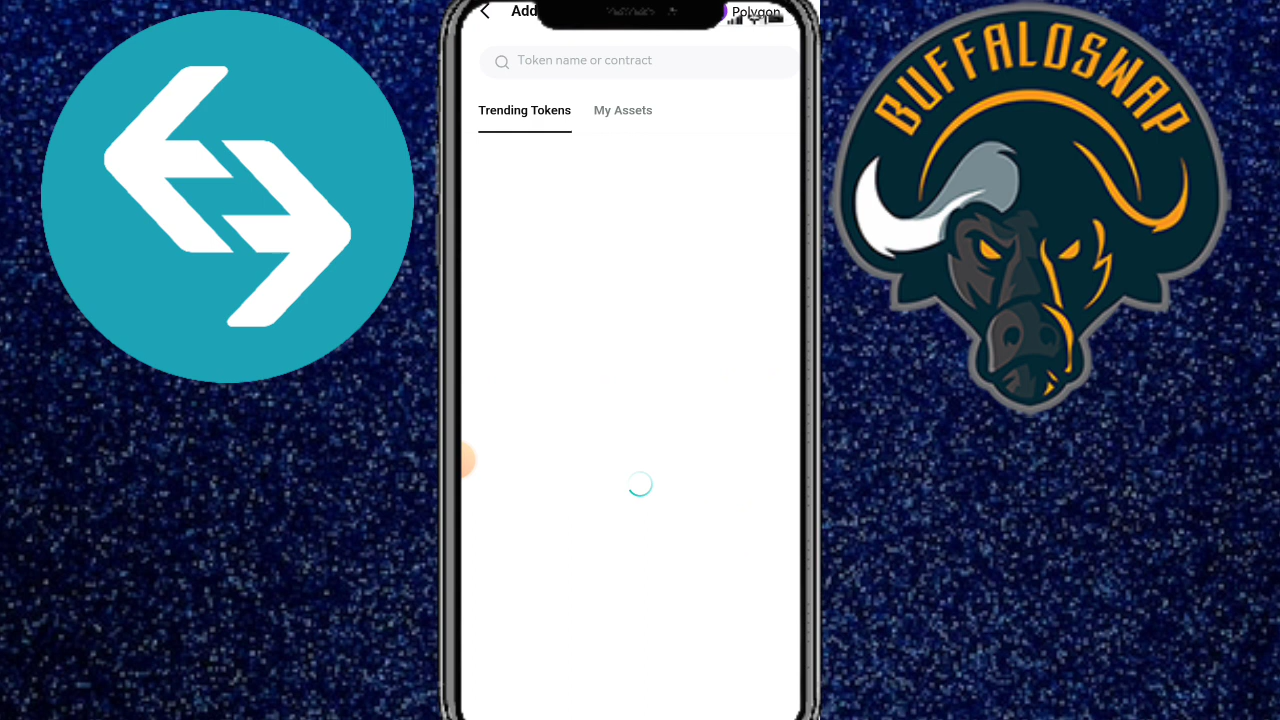 Add
Polygon
Token name or contract
Trending Tokens
My Assets
BUFFALOSWAP